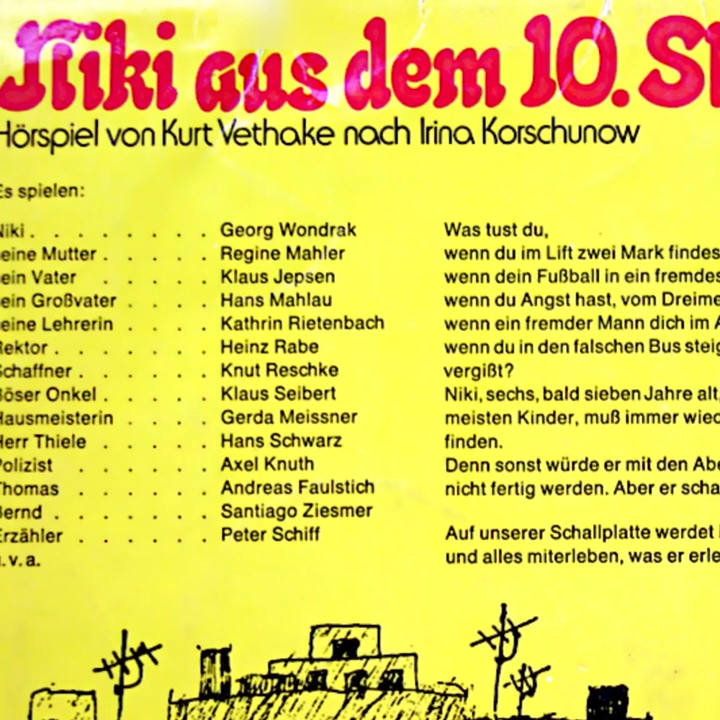 Niki aus dem 10. S
Hörspiel von Kurt Vethake nach Irina Korschunow
Es spielen:
Niki . . . . . . . . Georg Wondrak
eine Mutter . . . . . Regine Mahler
ein Vater . . . . . Klaus Jepsen
ein Großvater . . . . Hans Mahlau
eine Lehrerin . . . . Kathrin Rietenbach
Rektor . . . . . . . Heinz Rabe
Schaffner . . . . . . Knut Reschke
Böser Onkel . . . . . Klaus Seibert
Hausmeisterin . . . . Gerda Meissner
Herr Thiele . . . . . . Hans Schwarz
Polizist . . . . . . Axel Knuth
Thomas . . . . . . Andreas Faulstich
Bernd . . . . . . . Santiago Ziesmer
Erzähler . . . . . . Peter Schiff
u.v.a.
Was tust du,
wenn du im Lift zwei Mark findes
wenn dein Fußball in ein fremdes
wenn du Angst hast, vom Dreime
wenn ein fremder Mann dich im A
wenn du in den falschen Bus steig
vergißt?
Niki, sechs, bald sieben Jahre alt,
meisten Kinder, muß immer wied
finden.
Denn sonst würde er mit den Abe
nicht fertig werden. Aber er scha
Auf unserer Schallplatte werdet
und alles miterleben, was er erle